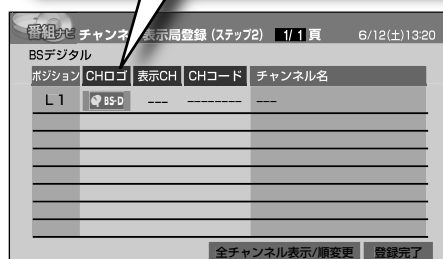 番組ナビ チャンネル表示局登録 (ステップ2) 1/1 頁 6/12(土)13:20
BSデジタル
ポジション CHロゴ 表示CH CHコード チャンネル名
L1 BS-D --- -------- ---
全チャンネル表示/順変更 登録完了